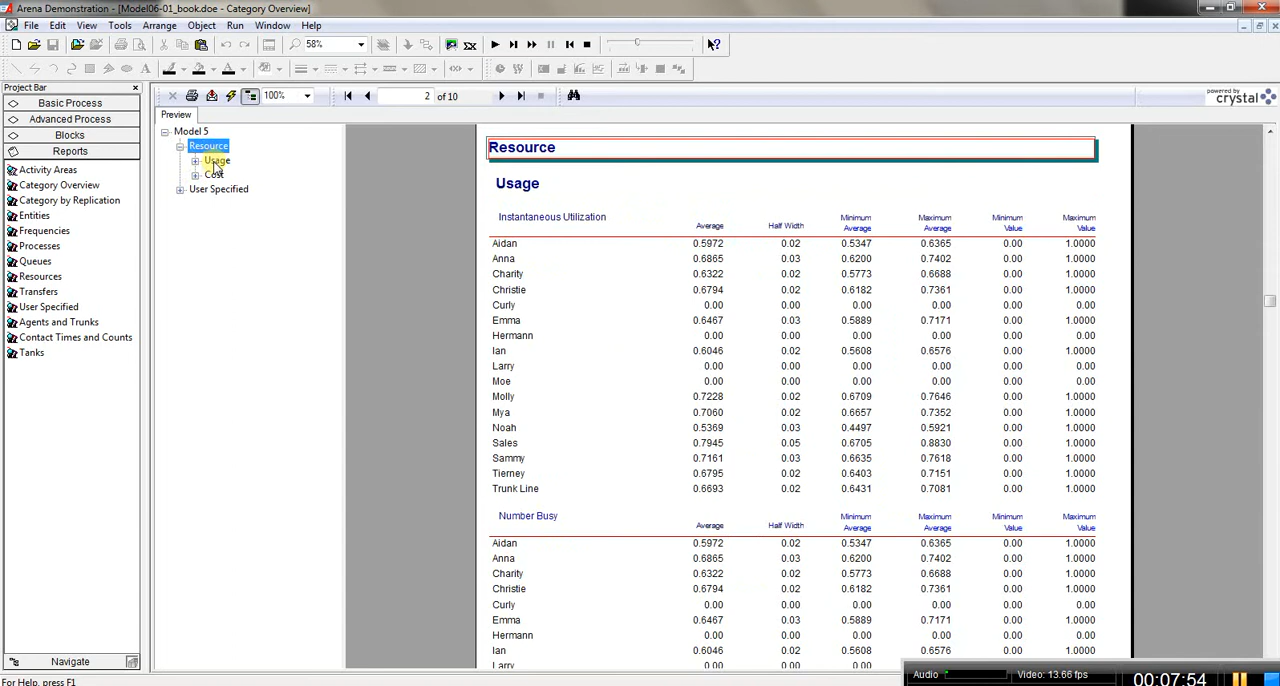 Arena Demonstration - [Model06-01_book.doe - Category Overview]
File Edit View Tools Arrange Object Run Window Help
58%
Project Bar
Basic Process
Advanced Process
Blocks
Reports
Activity Areas
Category Overview
Category by Replication
Entities
Frequencies
Processes
Queues
Resources
Transfers
User Specified
Agents and Trunks
Contact Times and Counts
Tanks
Navigate
For Help, press F1
100% 2 of 10
powered by
crystal
Preview
Model 5
Resource
Usage
Cost
User Specified
Resource
Usage
Instantaneous Utilization Average Half Width Minimum Average Maximum Average Minimum Value Maximum Value
Aidan 0.5972 0.02 0.5347 0.6365 0.00 1.0000
Anna 0.6865 0.03 0.6200 0.7402 0.00 1.0000
Charity 0.6322 0.02 0.5773 0.6688 0.00 1.0000
Christie 0.6794 0.02 0.6182 0.7361 0.00 1.0000
Curly 0.00 0.00 0.00 0.00 0.00 0.00
Emma 0.6467 0.03 0.5889 0.7171 0.00 1.0000
Hermann 0.00 0.00 0.00 0.00 0.00 0.00
Ian 0.6046 0.02 0.5608 0.6576 0.00 1.0000
Larry 0.00 0.00 0.00 0.00 0.00 0.00
Moe 0.00 0.00 0.00 0.00 0.00 0.00
Molly 0.7228 0.02 0.6709 0.7646 0.00 1.0000
Mya 0.7060 0.02 0.6657 0.7352 0.00 1.0000
Noah 0.5369 0.03 0.4497 0.5921 0.00 1.0000
Sales 0.7945 0.05 0.6705 0.8830 0.00 1.0000
Sammy 0.7161 0.03 0.6635 0.7618 0.00 1.0000
Tierney 0.6795 0.02 0.6403 0.7151 0.00 1.0000
Trunk Line 0.6693 0.02 0.6431 0.7081 0.00 1.0000
Number Busy Average Half Width Minimum Average Maximum Average Minimum Value Maximum Value
Aidan 0.5972 0.02 0.5347 0.6365 0.00 1.0000
Anna 0.6865 0.03 0.6200 0.7402 0.00 1.0000
Charity 0.6322 0.02 0.5773 0.6688 0.00 1.0000
Christie 0.6794 0.02 0.6182 0.7361 0.00 1.0000
Curly 0.00 0.00 0.00 0.00 0.00 0.00
Emma 0.6467 0.03 0.5889 0.7171 0.00 1.0000
Hermann 0.00 0.00 0.00 0.00 0.00 0.00
Ian 0.6046 0.02 0.5608 0.6576 0.00 1.0000
Larry 0.00 0.00 0.00 0.00 0.00 0.00
Audio Video: 13.66 fps 00:07:54